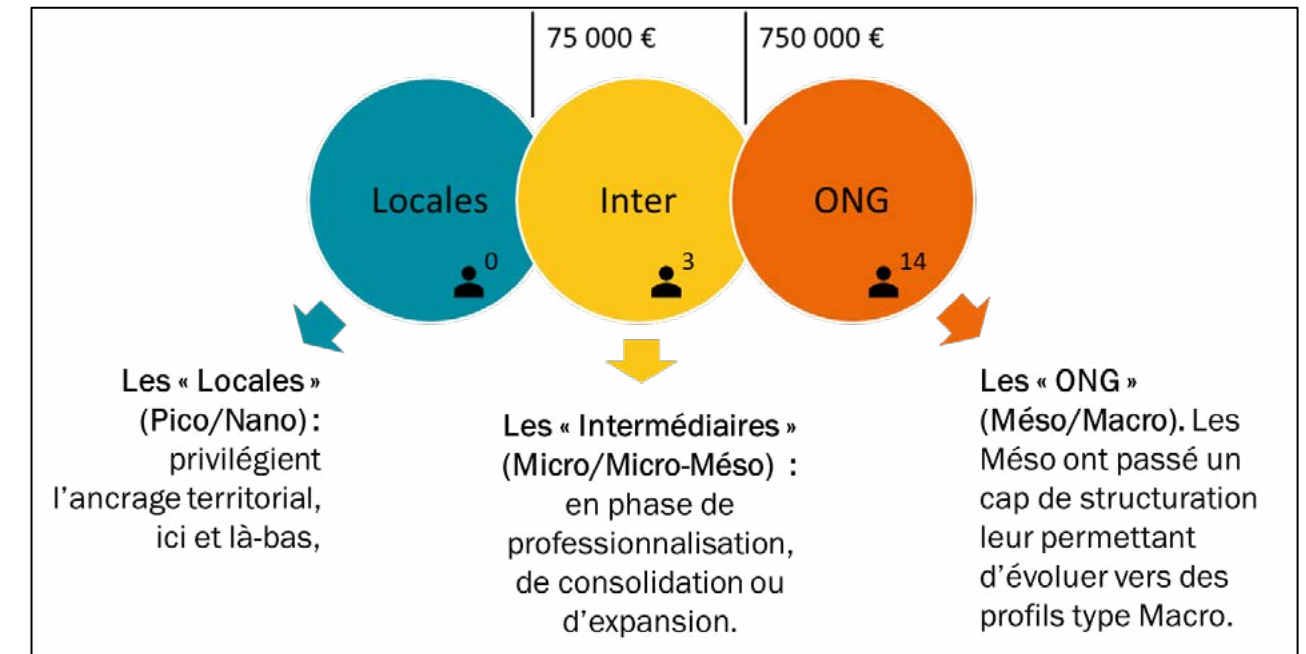 75 000 €
750 000 €
Locales
Inter
ONG
0
3
14
Les « Locales »
(Pico/Nano) :
privilégient
l’ancrage territorial,
ici et là-bas,
Les « Intermédiaires »
(Micro/Micro-Méso) :
en phase de
professionnalisation,
de consolidation ou
d’expansion.
Les « ONG »
(Méso/Macro). Les
Méso ont passé un
cap de structuration
leur permettant
d’évoluer vers des
profils type Macro.